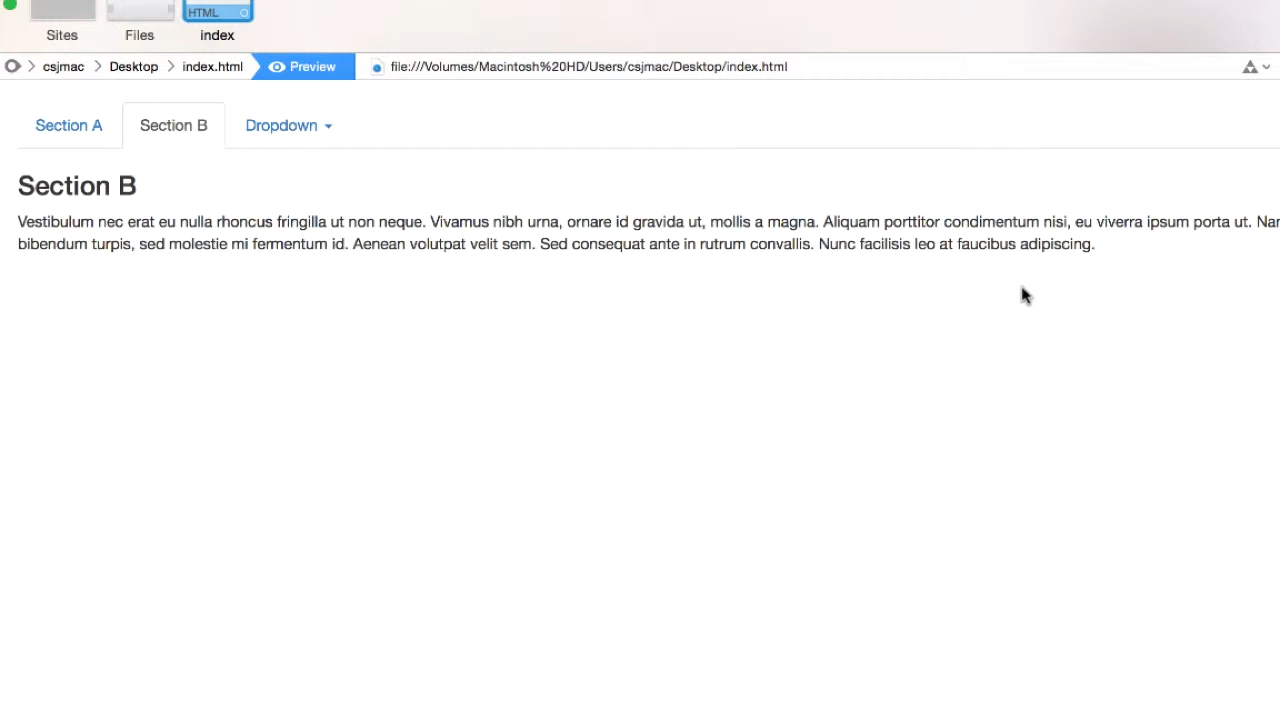 HTML
Sites
Files
index
csjmac
Desktop
index.html
Preview
file:///Volumes/Macintosh%20HD/Users/csjmac/Desktop/index.html
Section A
Section B
Dropdown
Section B
Vestibulum nec erat eu nulla rhoncus fringilla ut non neque. Vivamus nibh urna, ornare id gravida ut, mollis a magna. Aliquam porttitor condimentum nisi, eu viverra ipsum porta ut.
bibendum turpis, sed molestie mi fermentum id. Aenean volutpat velit sem. Sed consequat ante in rutrum convallis. Nunc facilisis leo at faucibus adipiscing.